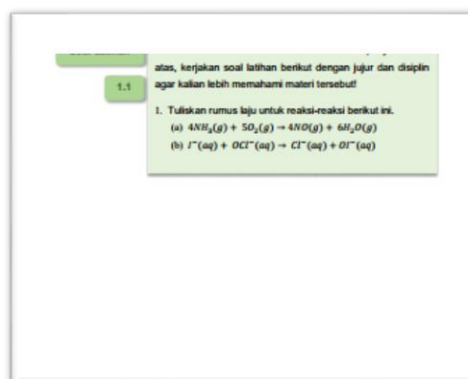 atas, kerjakan soal latihan berikut dengan jujur dan disiplin
1.1
agar kalian lebih memahami materi tersebut!
1. Tuliskan rumus laju untuk reaksi-reaksi berikut ini.
(a) 4NH₃(g) + 5O₂(g) → 4NO(g) + 6H₂O(g)
(b) I⁻(aq) + OCl⁻(aq) → Cl⁻(aq) + OI⁻(aq)